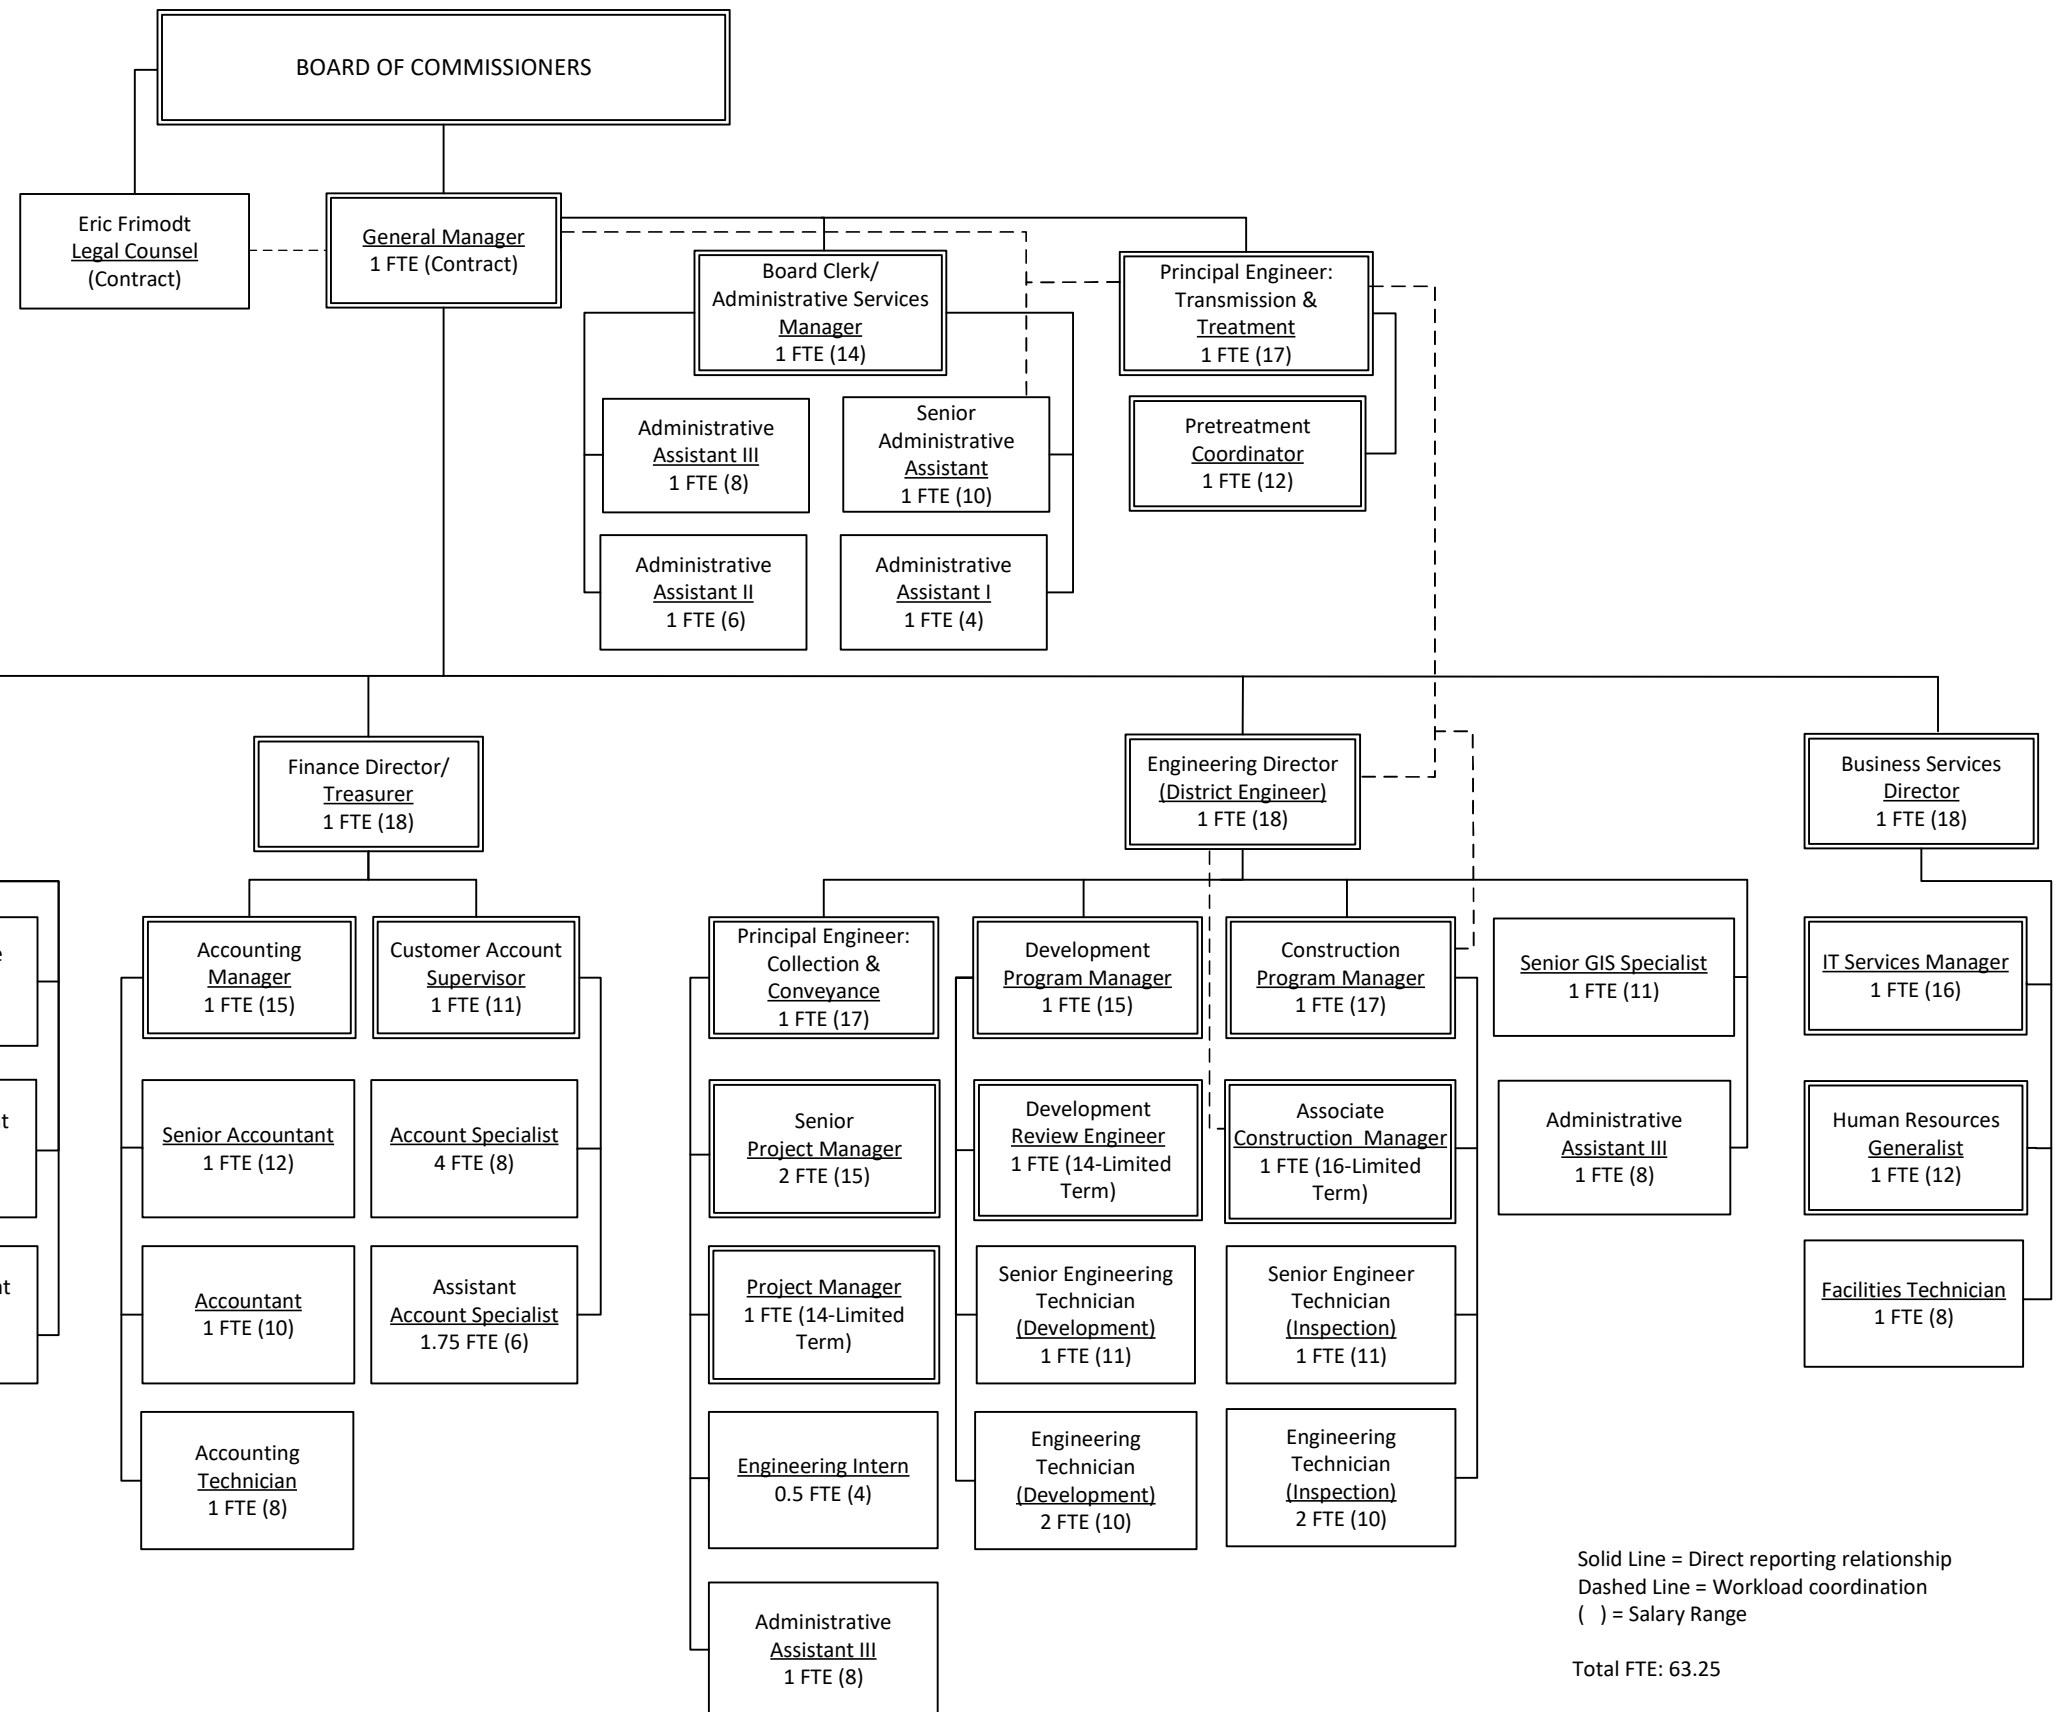 BOARD OF COMMISSIONERS
Eric Frimodt
Legal Counsel
(Contract)
General Manager
1 FTE (Contract)
Board Clerk/
Administrative Services
Manager
1 FTE (14)
Principal Engineer:
Transmission &
Treatment
1 FTE (17)
Administrative
Assistant III
1 FTE (8)
Senior
Administrative
Assistant
1 FTE (10)
Pretreatment
Coordinator
1 FTE (12)
Administrative
Assistant II
1 FTE (6)
Administrative
Assistant I
1 FTE (4)
Finance Director/
Treasurer
1 FTE (18)
Engineering Director
(District Engineer)
1 FTE (18)
Business Services
Director
1 FTE (18)
Accounting
Manager
1 FTE (15)
Customer Account
Supervisor
1 FTE (11)
Principal Engineer:
Collection &
Conveyance
1 FTE (17)
Development
Program Manager
1 FTE (15)
Construction
Program Manager
1 FTE (17)
Senior GIS Specialist
1 FTE (11)
IT Services Manager
1 FTE (16)
Senior Accountant
1 FTE (12)
Account Specialist
4 FTE (8)
Senior
Project Manager
2 FTE (15)
Development
Review Engineer
1 FTE (14-Limited
Term)
Associate
Construction  Manager
1 FTE (16-Limited
Term)
Administrative
Assistant III
1 FTE (8)
Human Resources
Generalist
1 FTE (12)
Accountant
1 FTE (10)
Assistant
Account Specialist
1.75 FTE (6)
Project Manager
1 FTE (14-Limited
Term)
Senior Engineering
Technician
(Development)
1 FTE (11)
Senior Engineer
Technician
(Inspection)
1 FTE (11)
Facilities Technician
1 FTE (8)
Accounting
Technician
1 FTE (8)
Engineering Intern
0.5 FTE (4)
Engineering
Technician
(Development)
2 FTE (10)
Engineering
Technician
(Inspection)
2 FTE (10)
Administrative
Assistant III
1 FTE (8)
Solid Line = Direct reporting relationship
Dashed Line = Workload coordination
(   ) = Salary Range
Total FTE: 63.25